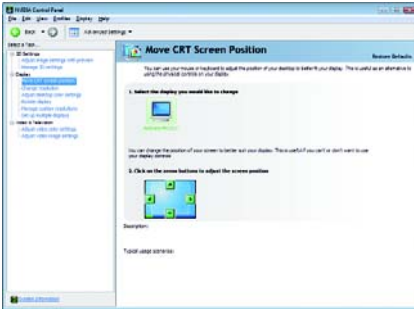 NVIDIA Control Panel
File Edit View Profiles Display Help
Back
Advanced Settings
Select a Task...
3D Settings
Adjust image settings with preview
Manage 3D settings
Display
Move CRT screen position
Change resolution
Adjust desktop color settings
Rotate display
Manage custom resolutions
Set up multiple displays
Video & Television
Adjust video color settings
Adjust video image settings
System Information
Move CRT Screen Position
Restore Defaults
You can use your mouse or keyboard to adjust the position of your desktop to better fit your display. This is useful as an alternative to
using the physical controls on your display.
1. Select the display you would like to change
You can change the position of your screen to better suit your display. This is useful if you can't or don't want to use
your display controls
2. Click on the arrow buttons to adjust the screen position
Description:
Typical usage scenarios: